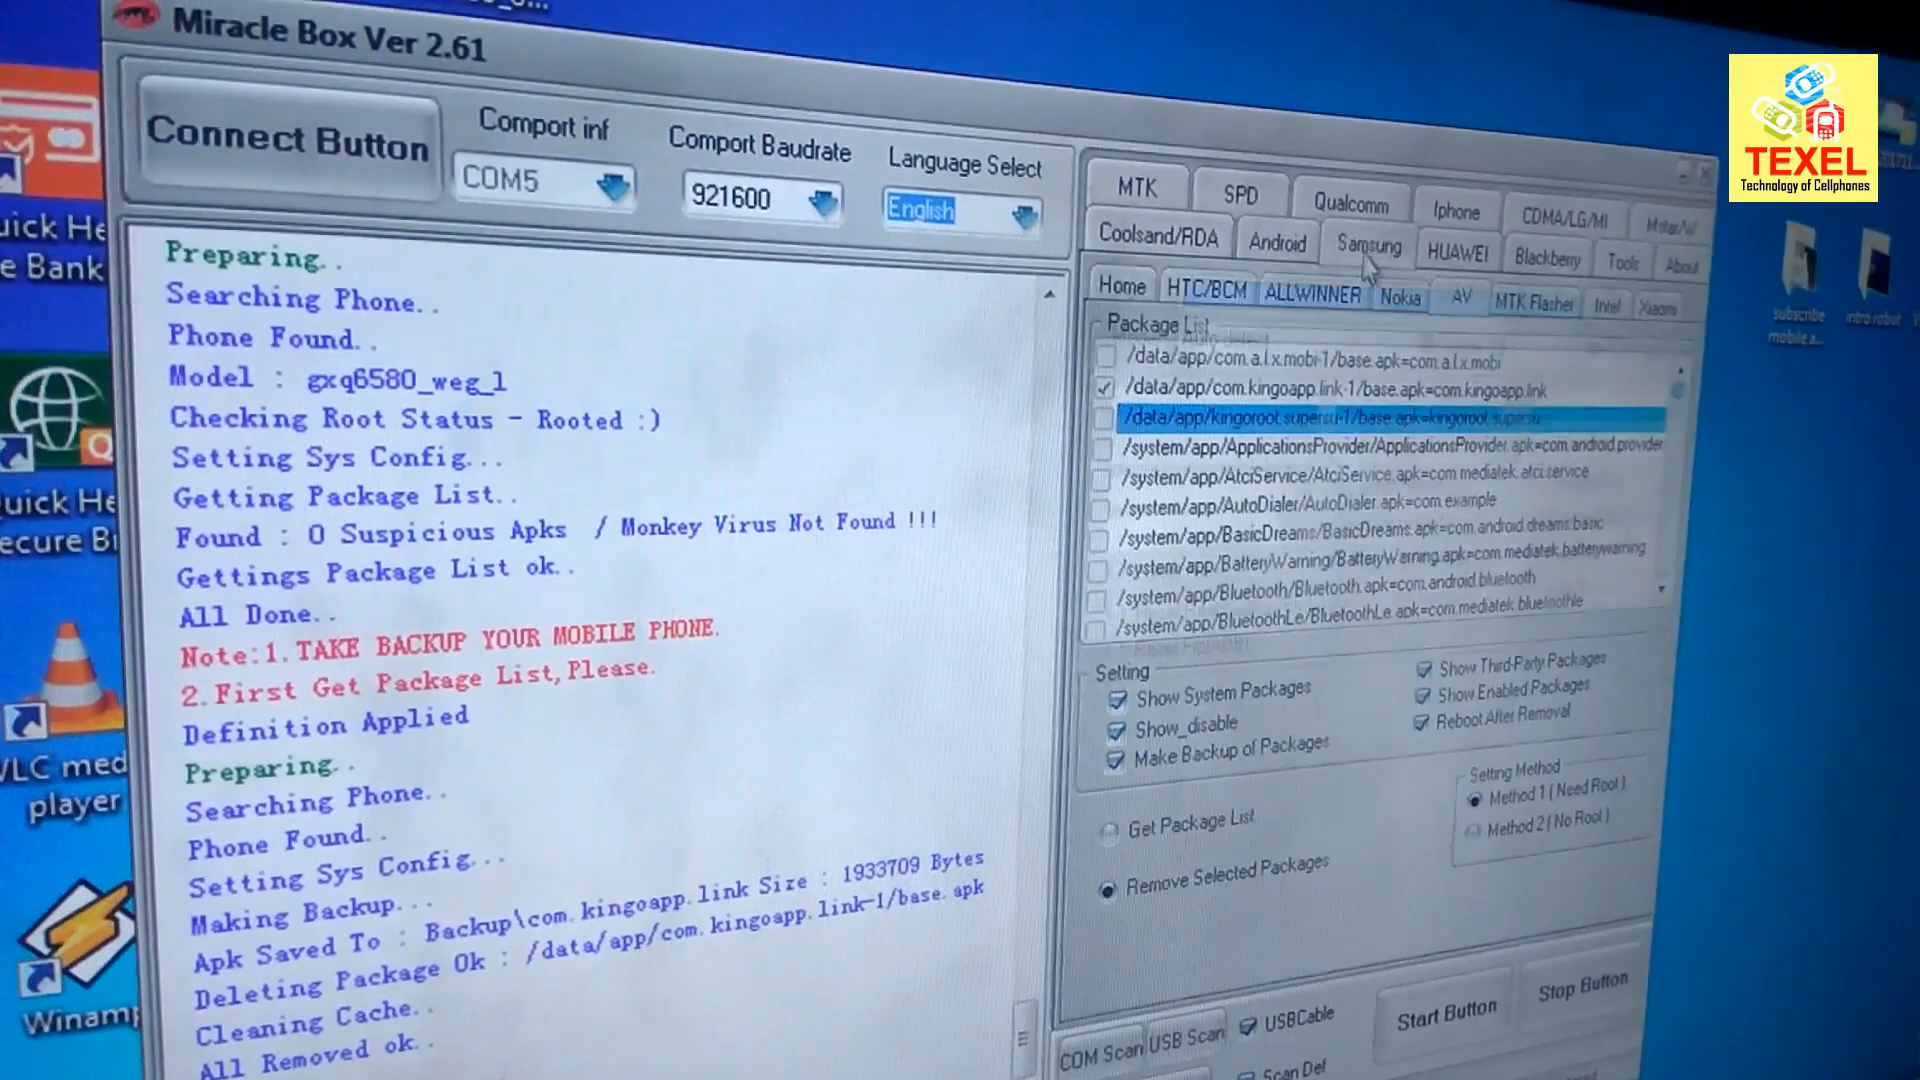 Miracle Box Ver 2.61
Connect Button
Comport inf
COM5
Comport Baudrate
921600
Language Select
English
TEXEL
Technology of Cellphones
MTK
SPD
Qualcomm
Iphone
CDMA/LG/MI
Coolsand/RDA
Android
Samsung
HUAWEI
Blackberry
Tools
About
Home
HTC/BCM
ALLWINNER
Nokia
AV
MTK Flasher
Intel
Xiaomi
Preparing..
Searching Phone..
Phone Found..
Model : gxq6580_weg_l
Checking Root Status - Rooted :)
Setting Sys Config...
Getting Package List..
Found : 0 Suspicious Apks / Monkey Virus Not Found !!!
Gettings Package List ok..
All Done..
Note:1.TAKE BACKUP YOUR MOBILE PHONE.
2.First Get Package List,Please.
Definition Applied
Preparing..
Searching Phone..
Phone Found..
Setting Sys Config...
Making Backup...
Apk Saved To : Backup\com.kingoapp.link Size : 1933709 Bytes
Deleting Package Ok : /data/app/com.kingoapp.link-1/base.apk
Cleaning Cache..
All Removed ok..
Package List
/data/app/com.a.l.x.mobi-1/base.apk=com.a.l.x.mobi
/data/app/com.kingoapp.link-1/base.apk=com.kingoapp.link
/data/app/kingoroot.supersu-1/base.apk=kingoroot.supersu
/system/app/ApplicationsProvider/ApplicationsProvider.apk=com.android.provider
/system/app/AtciService/AtciService.apk=com.mediatek.atci.service
/system/app/AutoDialer/AutoDialer.apk=com.example
/system/app/BasicDreams/BasicDreams.apk=com.android.dreams.basic
/system/app/BatteryWarning/BatteryWarning.apk=com.mediatek.batterywarning
/system/app/Bluetooth/Bluetooth.apk=com.android.bluetooth
/system/app/BluetoothLe/BluetoothLe.apk=com.mediatek.bluetoothle
Setting
Show System Packages
Show_disable
Make Backup of Packages
Show Third-Party Packages
Show Enabled Packages
Reboot After Removal
Get Package List
Remove Selected Packages
Setting Method
Method 1 ( Need Root )
Method 2 ( No Root )
COM Scan
USB Scan
USBCable
Scan Def
Start Button
Stop Button
uick He
e Bank
uick He
ecure B
VLC med
player
Winamp
subscribe
mobile a...
intro robot